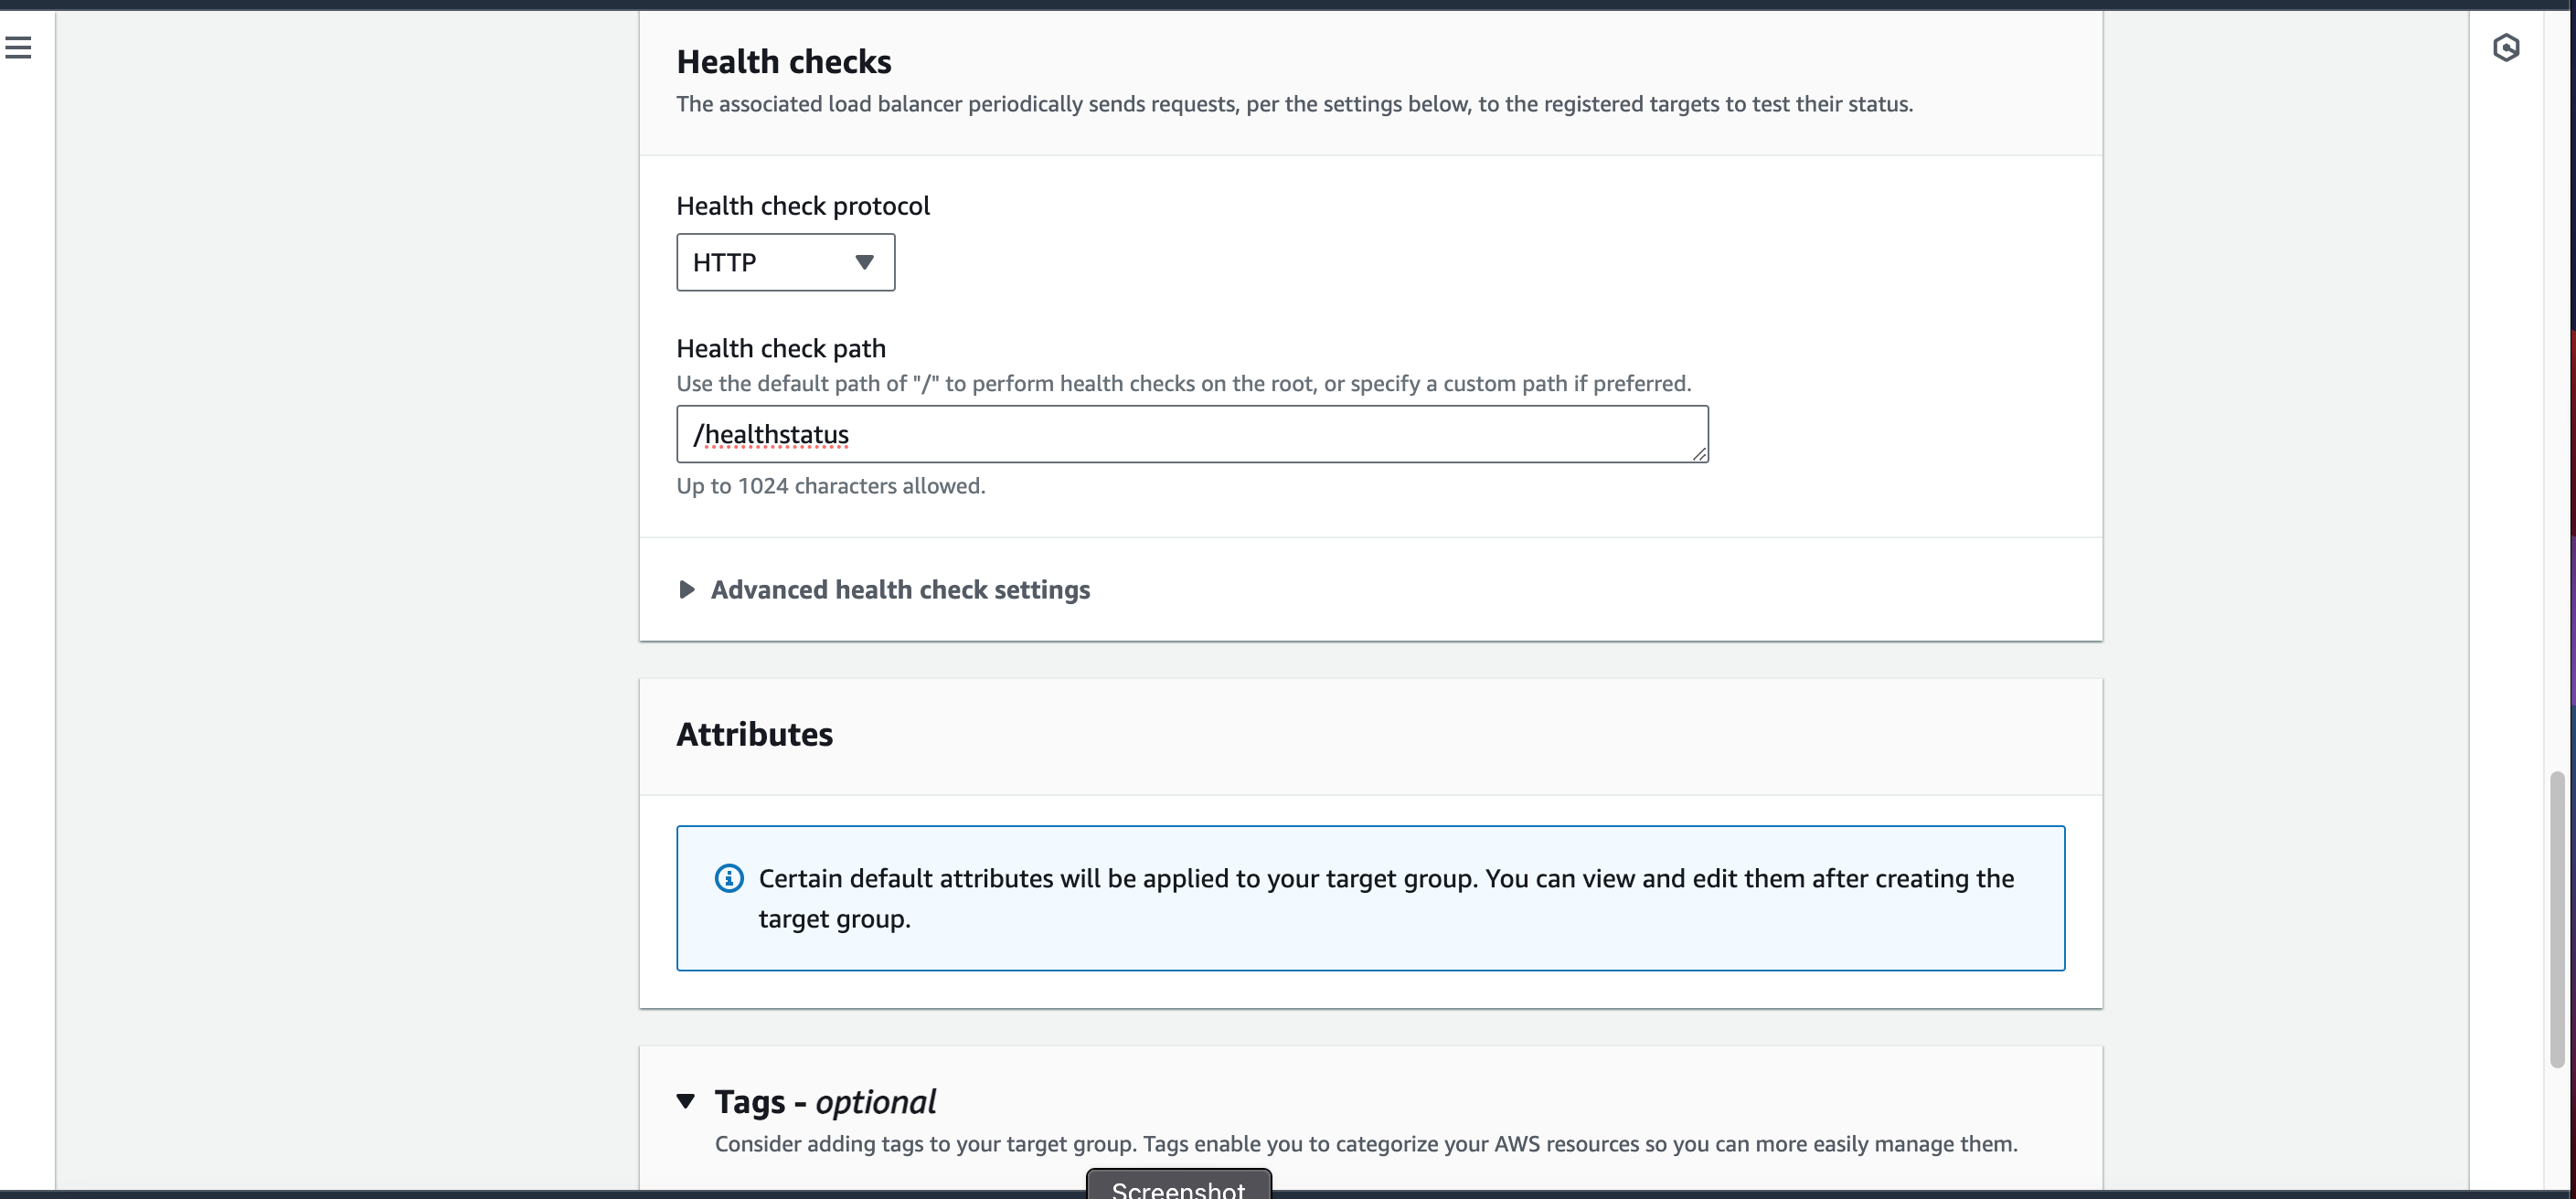 Health checks
The associated load balancer periodically sends requests, per the settings below, to the registered targets to test their status.
Health check protocol
HTTP
Health check path
Use the default path of "/" to perform health checks on the root, or specify a custom path if preferred.
/healthstatus
Up to 1024 characters allowed.
Advanced health check settings
Attributes
Certain default attributes will be applied to your target group. You can view and edit them after creating the
target group.
Tags - optional
Consider adding tags to your target group. Tags enable you to categorize your AWS resources so you can more easily manage them.
Screenshot